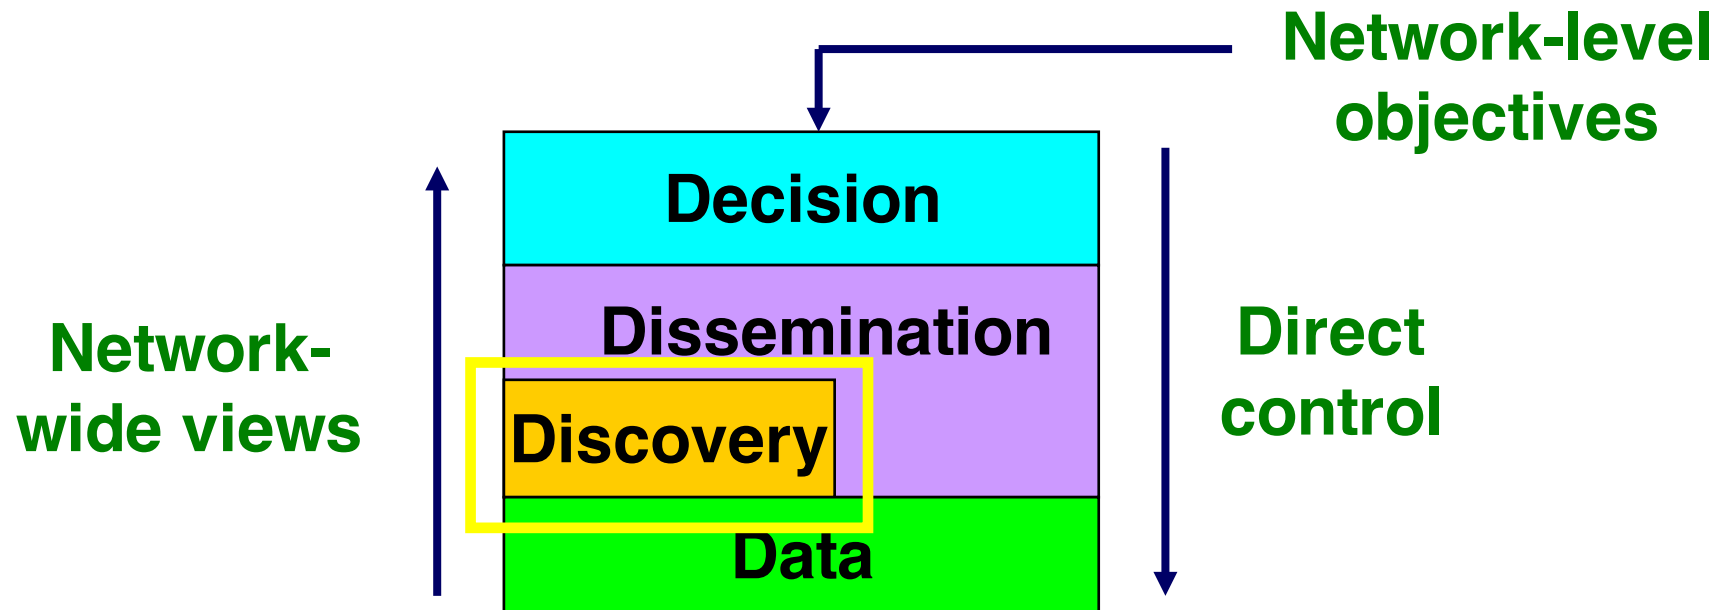 Network-level
objectives
Decision
Dissemination
Network-
wide views
Direct
control
Discovery
Data